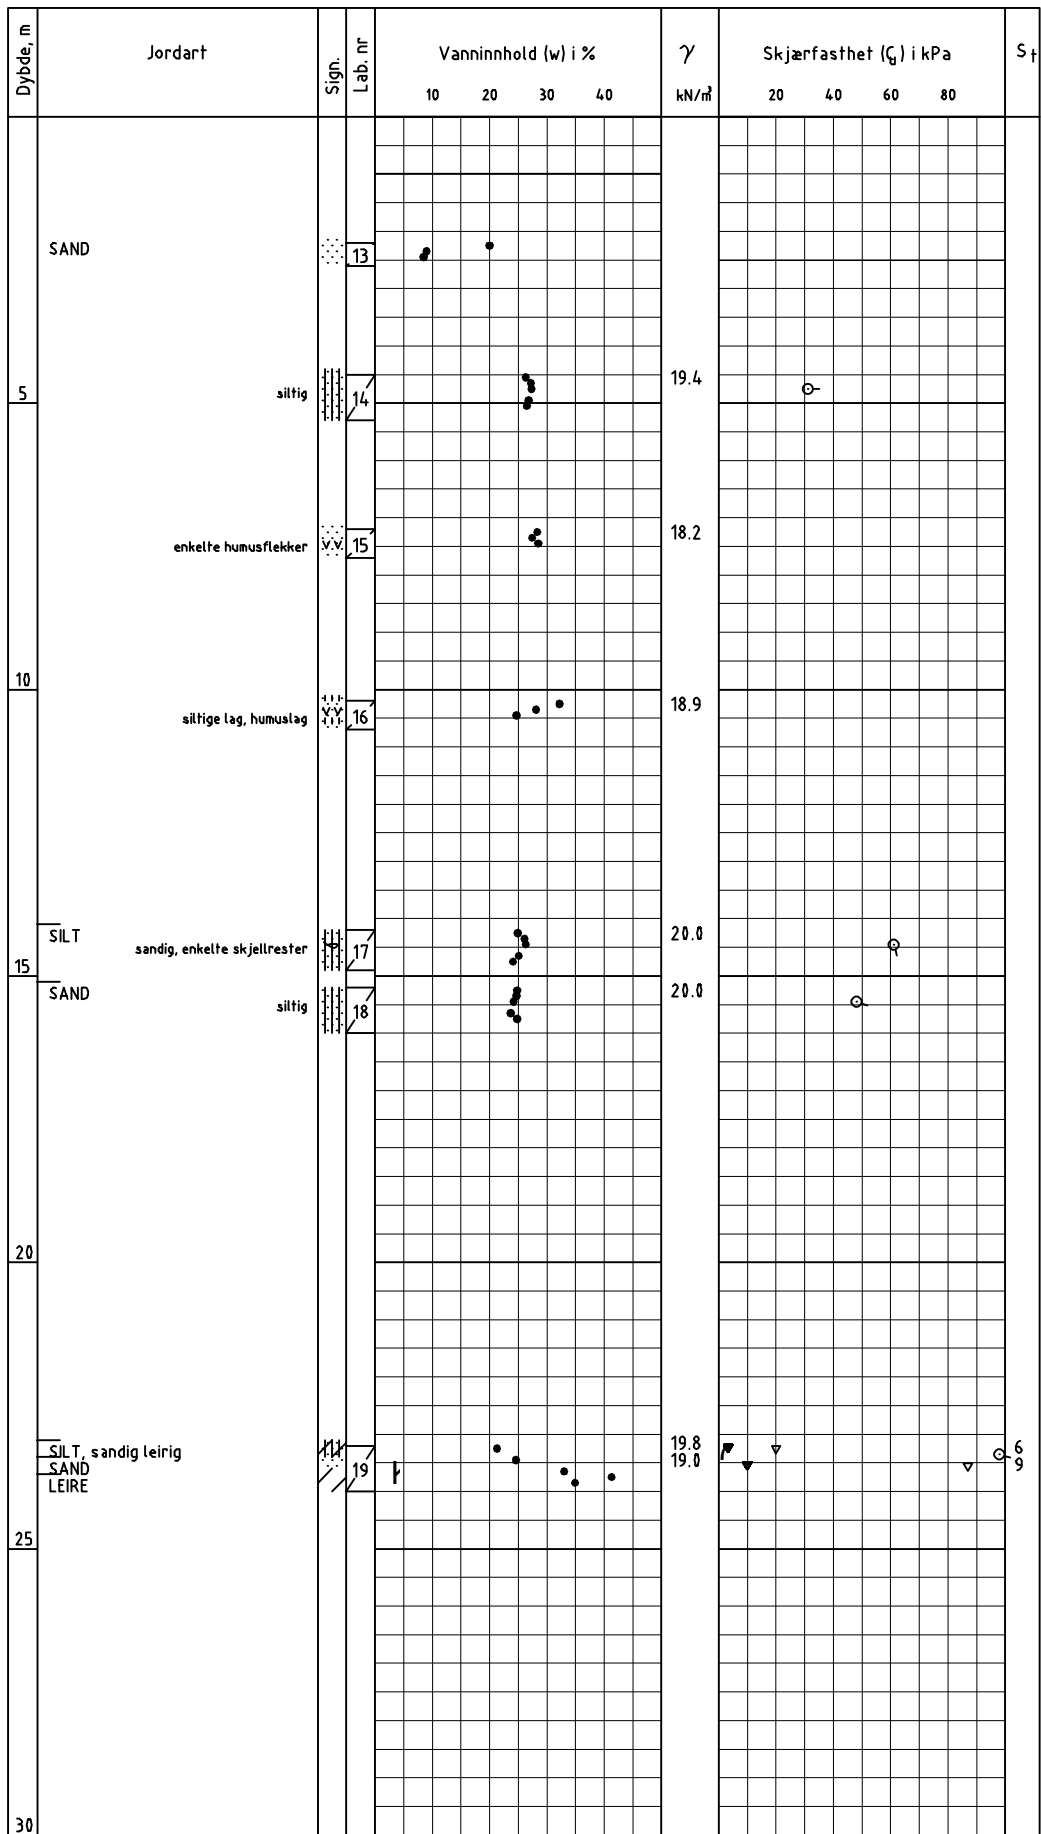 Dybde, m
Jordart
Sign.
Lab. nr
Vanninnhold (w) i %
γ
Skjærfasthet (Cu) i kPa
St
10 20 30 40
kN/m³
20 40 60 80
SAND
13
5
siltig
14
19.4
enkelte humusflekker
15
18.2
10
siltige lag, humuslag
16
18.9
SILT
sandig, enkelte skjellrester
17
20.0
15
SAND
siltig
18
20.0
20
SILT, sandig leirig
SAND
LEIRE
19
19.8
19.0
6
9
25
30